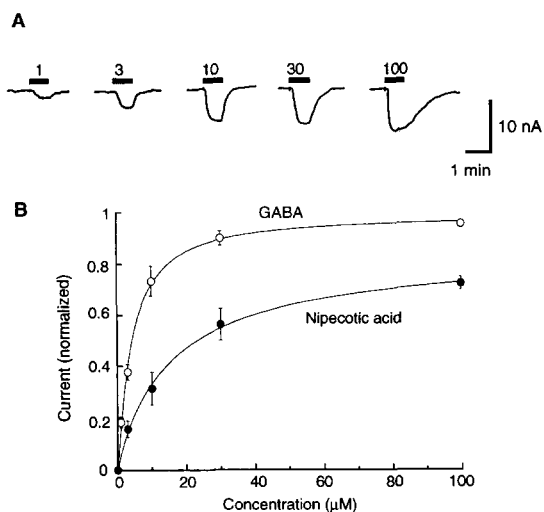 A
1 3 10 30 100
10 nA
1 min
B
GABA
Nipecotic acid
Current (normalized)
1
0.8
0.6
0.4
0.2
0
0 20 40 60 80 100
Concentration (μM)